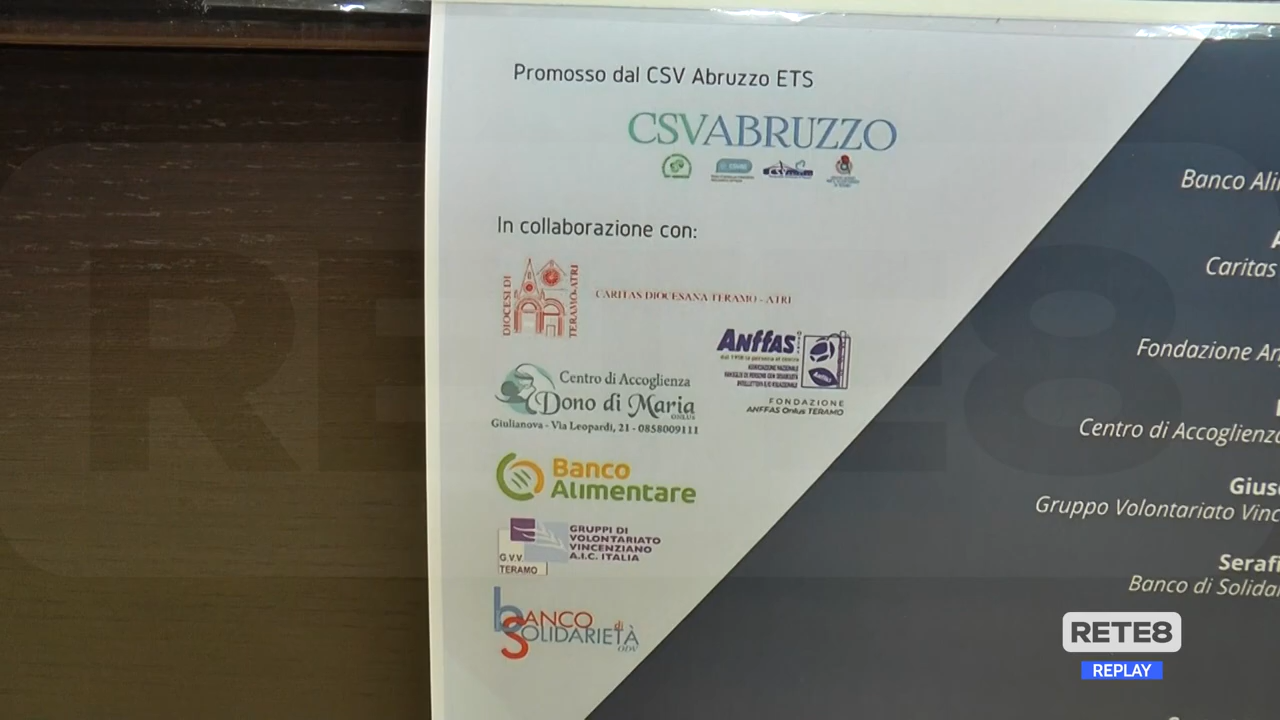 Promosso dal CSV Abruzzo ETS
CSVABRUZZO
In collaborazione con:
DIOCESI DI
TERAMO-ATRI
CARITAS DIOCESANA TERAMO - ATRI
ANffAS
FONDAZIONE
ANFFAS Onlus TERAMO
Centro di Accoglienza
Dono di Maria
ONLUS
Giulianova - Via Leopardi, 21 - 0858009111
Banco
Alimentare
G.V.V.
TERAMO
GRUPPI DI
VOLONTARIATO
VINCENZIANO
A.I.C. ITALIA
BANCO di
SOLIDARIETÀ
ODV
Banco Ali
Caritas
Fondazione An
Centro di Accoglienza
Gius
Gruppo Volontariato Vinc
Serafi
Banco di Solida
RETE8
REPLAY
RETE8